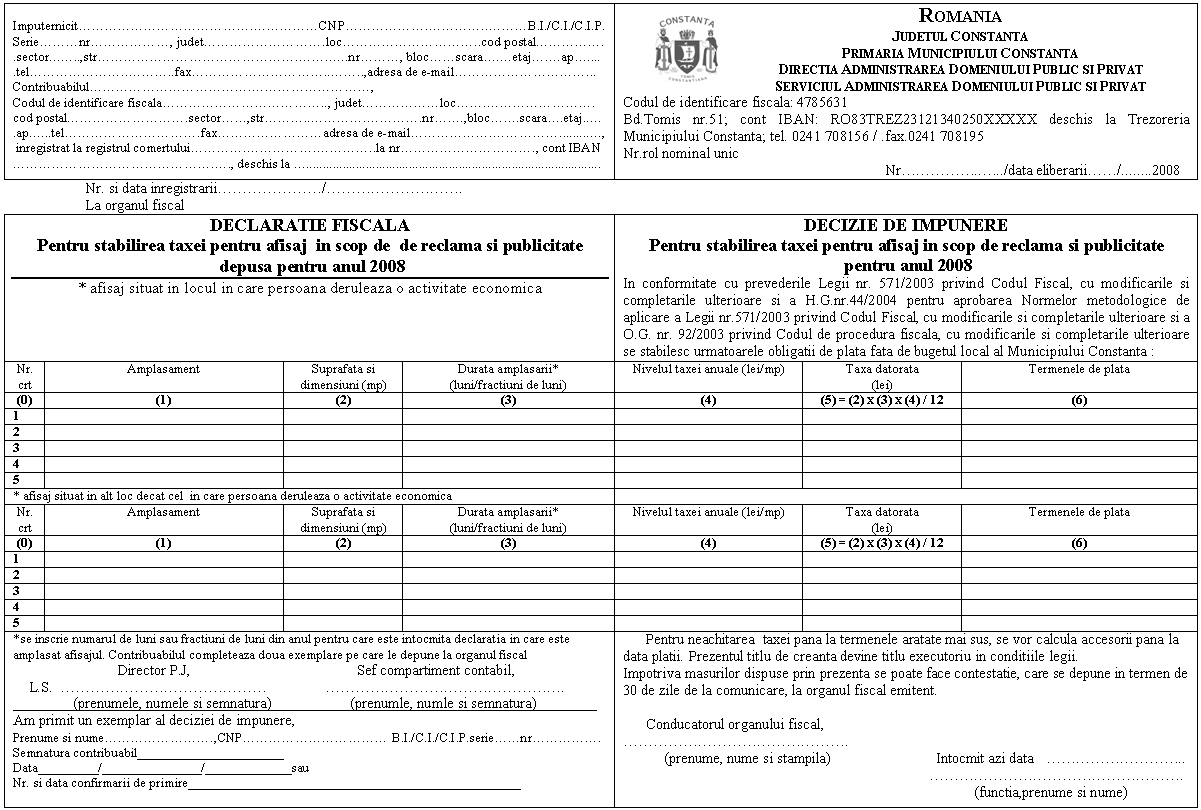 Imputernicit……………………………………………CNP…………………………………B.I./C.I./C.I.P.
Serie………nr………………., judet…………………………loc……………………………cod postal……………
.sector…….,str……………………………………………………nr………, bloc……scara……etaj……ap…...
.tel……………………………fax…………………………………,adresa de e-mail………………………………
Contribuabilul……………………………………………………………,
Codul de identificare fiscala…………………………………, judet…………………loc………………………………
cod postal…………………………sector……,str………………………………nr………,bloc……scara….etaj…..
.ap…..tel………………………………fax……………………adresa de e-mail…………………………………………,
inregistrat la registrul comertului………………………………………la nr……………………………, cont IBAN
…………………………………………, deschis la ……………………………………………………………………
CONSTANTA
TOMIS
CONSTANTIANA
ROMANIA
JUDETUL CONSTANTA
PRIMARIA MUNICIPIULUI CONSTANTA
DIRECTIA ADMINISTRAREA DOMENIULUI PUBLIC SI PRIVAT
SERVICIUL ADMINISTRAREA DOMENIULUI PUBLIC SI PRIVAT
Codul de identificare fiscala: 4785631
Bd.Tomis nr.51; cont IBAN: RO83TREZ23121340250XXXXX deschis la Trezoreria
Municipiului Constanta; tel. 0241 708156 / .fax.0241 708195
Nr.rol nominal unic
Nr……………..……/data eliberarii……/........2008
Nr. si data inregistrarii…………………/………………………
La organul fiscal
DECLARATIE FISCALA
Pentru stabilirea taxei pentru afisaj in scop de de reclama si publicitate
depusa pentru anul 2008
* afisaj situat in locul in care persoana deruleaza o activitate economica
DECIZIE DE IMPUNERE
Pentru stabilirea taxei pentru afisaj in scop de reclama si publicitate
pentru anul 2008
In conformitate cu prevederile Legii nr. 571/2003 privind Codul Fiscal, cu modificarile si
completarile ulterioare si a H.G.nr.44/2004 pentru aprobarea Normelor metodologice de
aplicare a Legii nr.571/2003 privind Codul Fiscal, cu modificarile si completarile ulterioare si a
O.G. nr. 92/2003 privind Codul de procedura fiscala, cu modificarile si completarile ulterioare
se stabilesc urmatoarele obligatii de plata fata de bugetul local al Municipiului Constanta :
Nr. Amplasament Suprafata si Durata amplasarii* Nivelul taxei anuale (lei/mp) Taxa datorata Termenele de plata
crt dimensiuni (mp) (luni/fractiuni de luni) (lei)
(0) (1) (2) (3) (4) (5) = (2) x (3) x (4) / 12 (6)
1
2
3
4
5
* afisaj situat in alt loc decat cel in care persoana deruleaza o activitate economica
Nr. Amplasament Suprafata si Durata amplasarii* Nivelul taxei anuale (lei/mp) Taxa datorata Termenele de plata
crt dimensiuni (mp) (luni/fractiuni de luni) (lei)
(0) (1) (2) (3) (4) (5) = (2) x (3) x (4) / 12 (6)
1
2
3
4
5
*se inscrie numarul de luni sau fractiuni de luni din anul pentru care este intocmita declaratia in care este
amplasat afisajul. Contribuabilul completeaza doua exemplare pe care le depune la organul fiscal
Director P.J, Sef compartiment contabil,
L.S. …………………………………… …………………………………………
(prenumele, numele si semnatura) (prenumle, numle si semnatura)
Am primit un exemplar al deciziei de impunere,
Prenume si nume……………………,CNP………………………………B.I./C.I./C.I.P.serie……nr………………
Semnatura contribuabil________________________
Data__________/________________/______________sau
Nr. si data confirmarii de primire______________________________________________________
Pentru neachitarea taxei pana la termenele aratate mai sus, se vor calcula accesorii pana la
data platii. Prezentul titlu de creanta devine titlu executoriu in conditiile legii.
Impotriva masurilor dispuse prin prezenta se poate face contestatie, care se depune in termen de
30 de zile de la comunicare, la organul fiscal emitent.
Conducatorul organului fiscal,
………………………………………
(prenume, nume si stampila)
Intocmit azi data ………………………..
……………………………………………
(functia,prenume si nume)